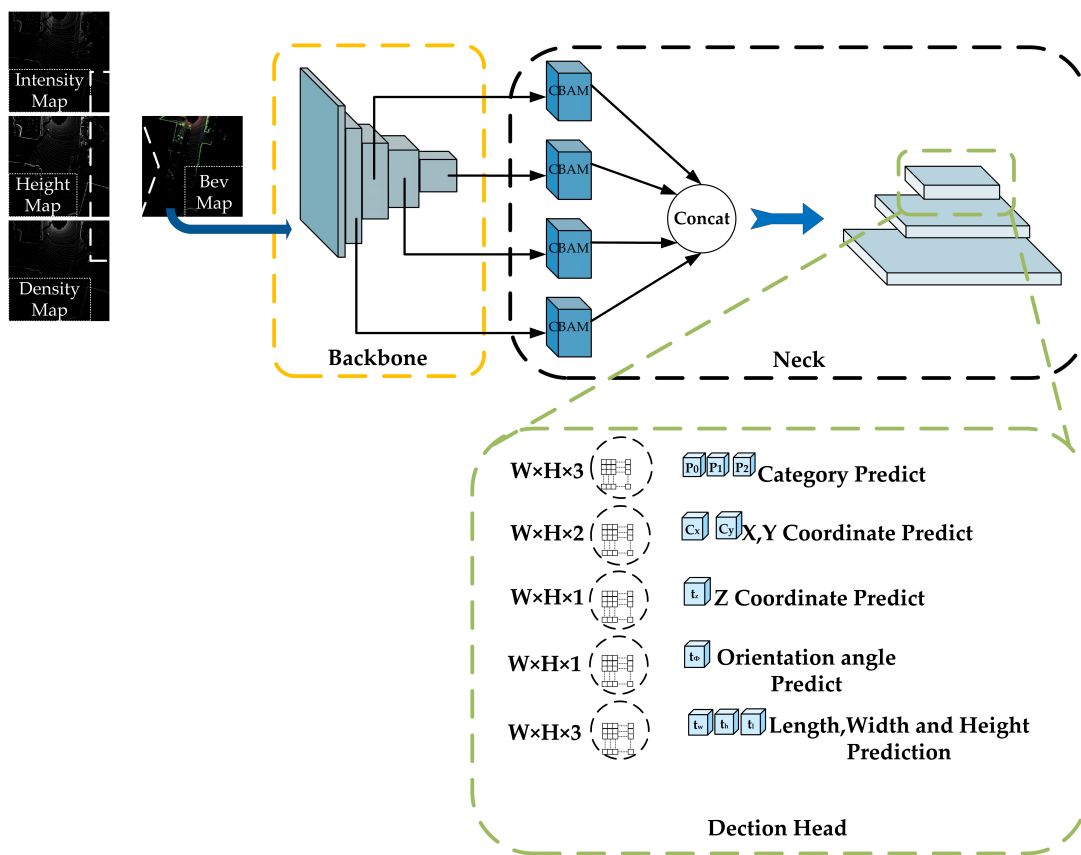 Intensity
Map
Height
Map
Density
Map
Bev
Map
Backbone
CBAM
CBAM
CBAM
CBAM
Concat
Neck
W×H×3 P0 P1 P2 Category Predict
W×H×2 Cx Cy X,Y Coordinate Predict
W×H×1 tz Z Coordinate Predict
W×H×1 tΦ Orientation angle
Predict
W×H×3 tw th tl Length,Width and Height
Prediction
Dection Head